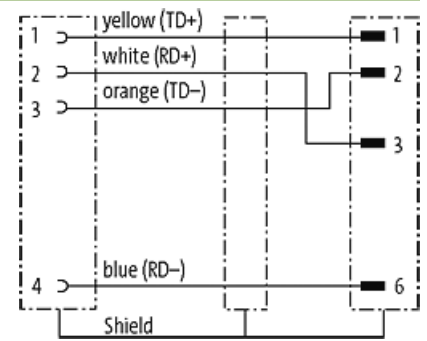 yellow (TD+)
1 1
white (RD+)
2 2
orange (TD–)
3
3
blue (RD–)
4 6
Shield